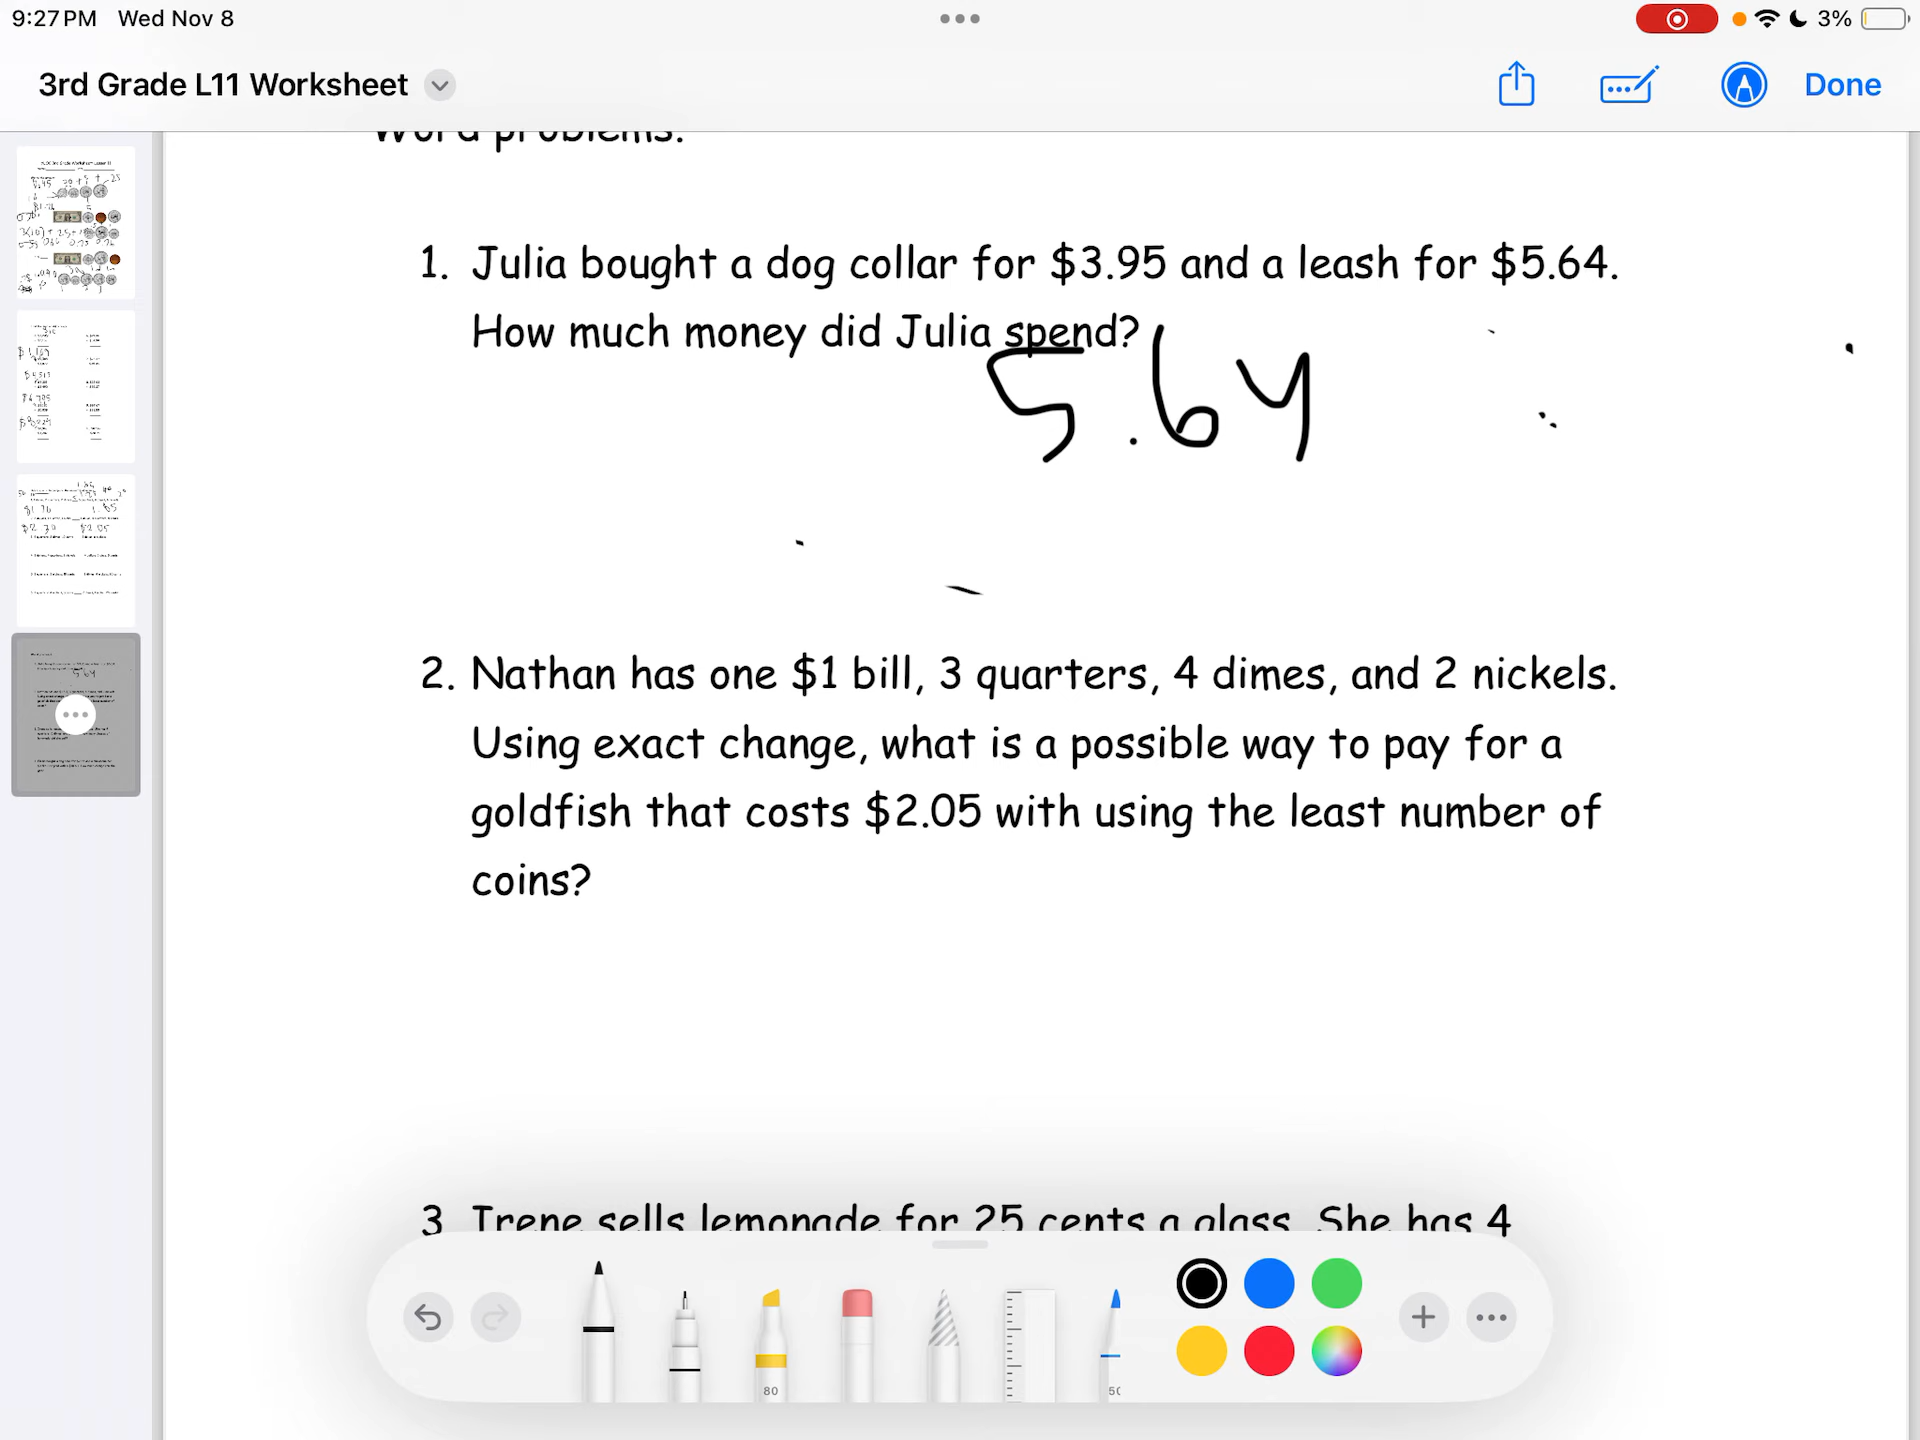 9:27 PM Wed Nov 8
3%
3rd Grade L11 Worksheet
Done
Word problems.
1. Julia bought a dog collar for $3.95 and a leash for $5.64.
How much money did Julia spend?
5.64
2. Nathan has one $1 bill, 3 quarters, 4 dimes, and 2 nickels.
Using exact change, what is a possible way to pay for a
goldfish that costs $2.05 with using the least number of
coins?
3 Trene sells lemonade for 25 cents a glass. She has 4
80
50